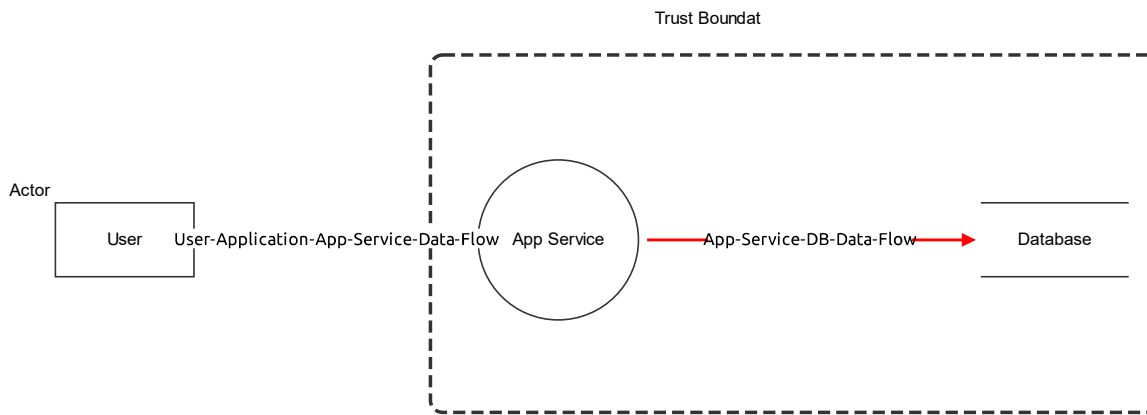 Trust Boundat
Actor
User
User-Application-App-Service-Data-Flow
App Service
App-Service-DB-Data-Flow
Database